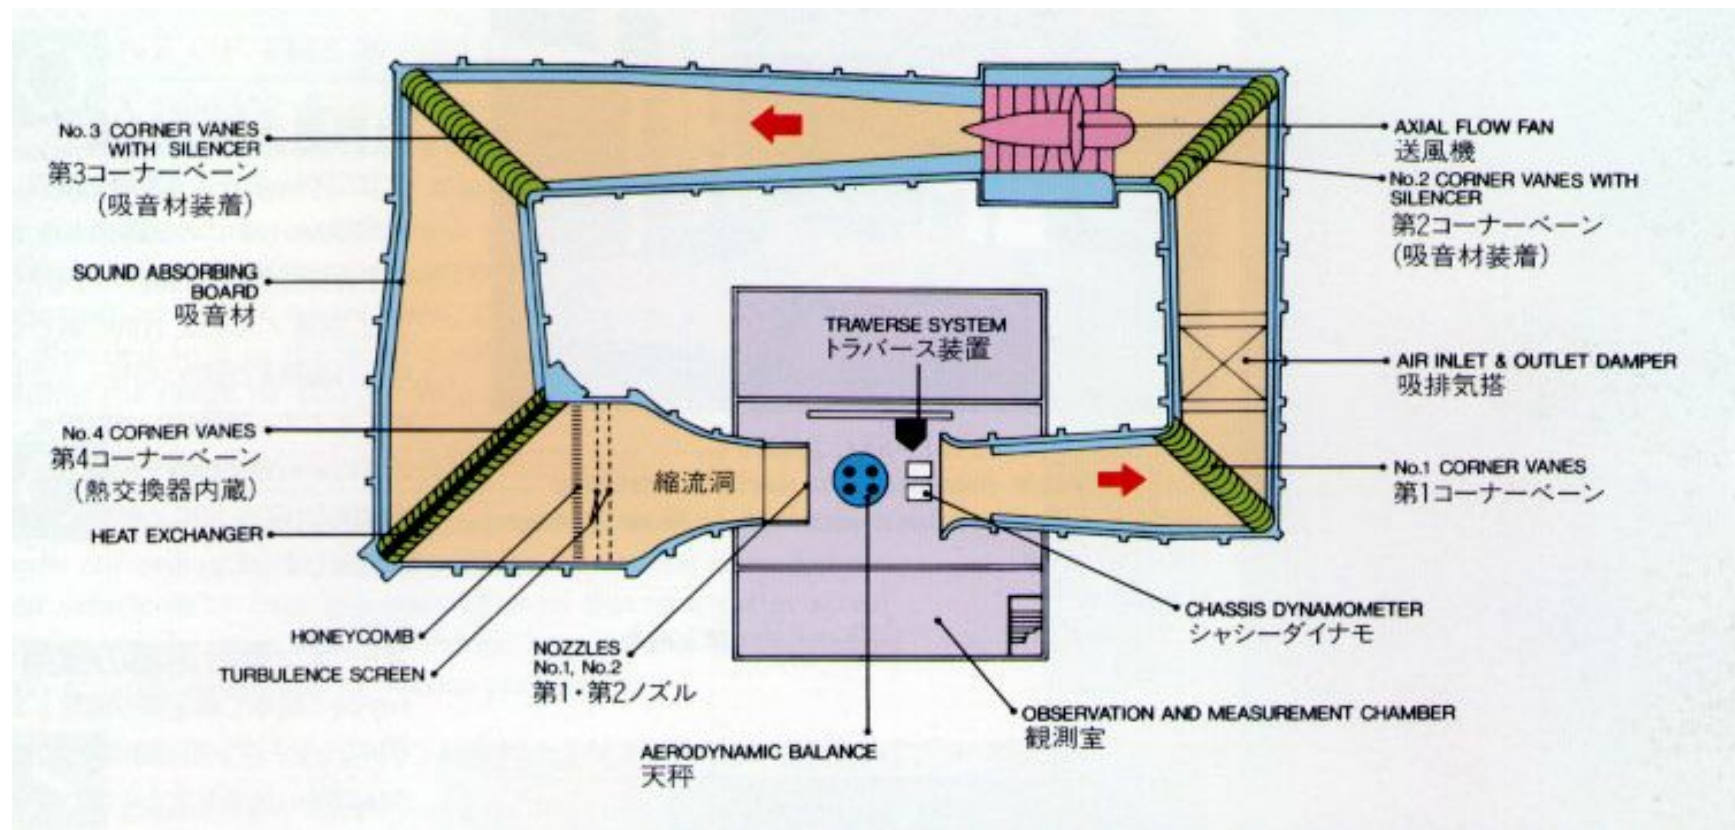 No.3 CORNER VANES
WITH SILENCER
第3コーナーベーン
(吸音材装着)
SOUND ABSORBING
BOARD
吸音材
No.4 CORNER VANES
第4コーナーベーン
(熱交換器内蔵)
HEAT EXCHANGER
HONEYCOMB
TURBULENCE SCREEN
NOZZLES
No.1, No.2
第1・第2ノズル
AERODYNAMIC BALANCE
天秤
縮流洞
TRAVERSE SYSTEM
トラバース装置
AXIAL FLOW FAN
送風機
No.2 CORNER VANES WITH
SILENCER
第2コーナーベーン
(吸音材装着)
AIR INLET & OUTLET DAMPER
吸排気搭
No.1 CORNER VANES
第1コーナーベーン
CHASSIS DYNAMOMETER
シャシーダイナモ
OBSERVATION AND MEASUREMENT CHAMBER
観測室